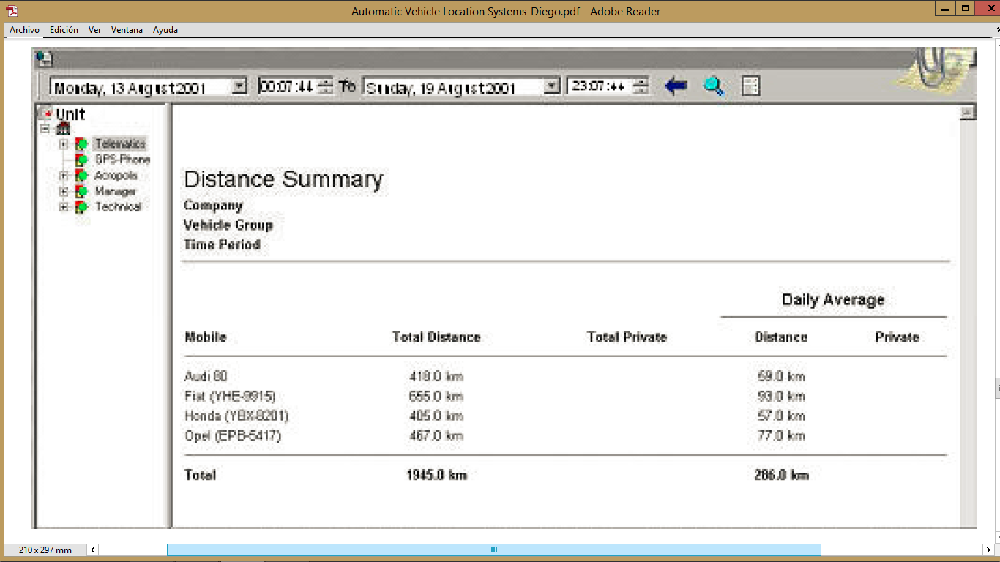 Automatic Vehicle Location Systems-Diego.pdf - Adobe Reader
Archivo Edición Ver Ventana Ayuda
Monday, 13 August 2001 00:07:44 To Sunday, 19 August 2001 23:07:44
Unit
Telematics
GPS-Phone
Acropolis
Manager
Technical
Distance Summary
Company
Vehicle Group
Time Period
Daily Average
Mobile Total Distance Total Private Distance Private
Audi 80 418.0 km 59.0 km
Fiat (YHE-9915) 655.0 km 93.0 km
Honda (YBX-8201) 405.0 km 57.0 km
Opel (EPB-5417) 467.0 km 77.0 km
Total 1945.0 km 286.0 km
210 x 297 mm